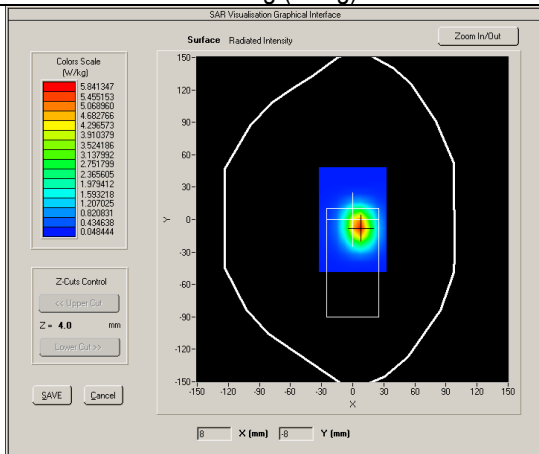 SAR Visualisation Graphical Interface
Surface Radiated Intensity
Zoom In/Out
Colors Scale
(W/kg)
5.841347
5.455153
5.068960
4.682766
4.296573
3.910379
3.524186
3.137992
2.751799
2.365605
1.979412
1.593218
1.207025
0.820831
0.434638
0.048444
Z-Cuts Control
<< Upper Cut
Z = 4.0 mm
Lower Cut >>
SAVE Cancel
150-
120-
90-
60-
30-
0-
-30-
-60-
-90-
-120-
-150-
Y
-150 -120 -90 -60 -30 0 30 60 90 120 150
X
8 X (mm) -8 Y (mm)